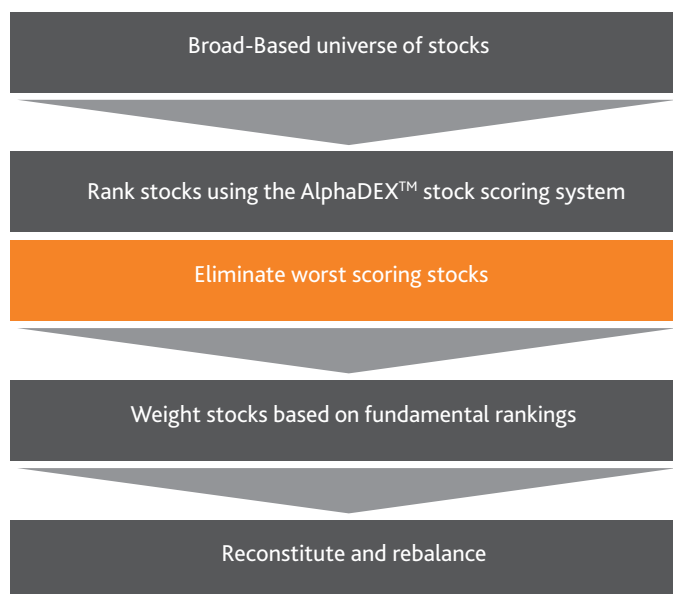 Broad-Based universe of stocks
Rank stocks using the AlphaDEX™ stock scoring system
Eliminate worst scoring stocks
Weight stocks based on fundamental rankings
Reconstitute and rebalance